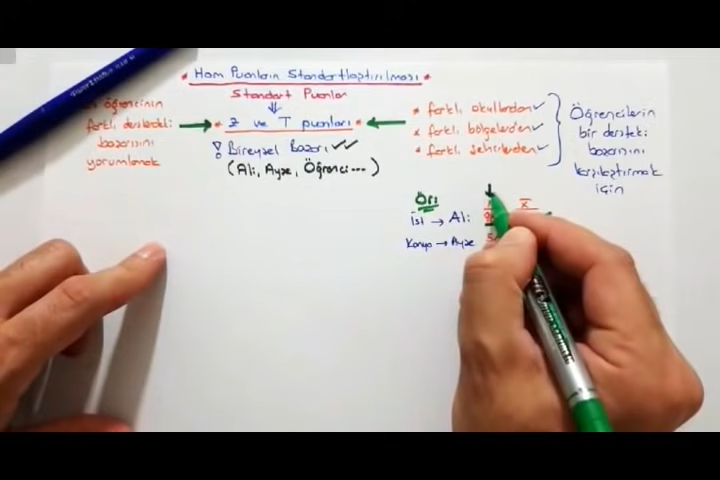 * Ham Puanların Standartlaştırılması *
Standart Puanlar
öğrencinin
farklı derslerdeki
başarısını
yorumlamak
* Z ve T puanları *
! Bireysel Başarı ✓✓
(Ali, Ayşe, Öğrenci...)
* farklı okullardan ✓
* farklı bölgelerden ✓
* farklı şehirlerden ✓
Öğrencilerin
bir dersteki
başarısını
karşılaştırmak
için
Ör:
X̄
İst → Ali:
Konya → Ayşe